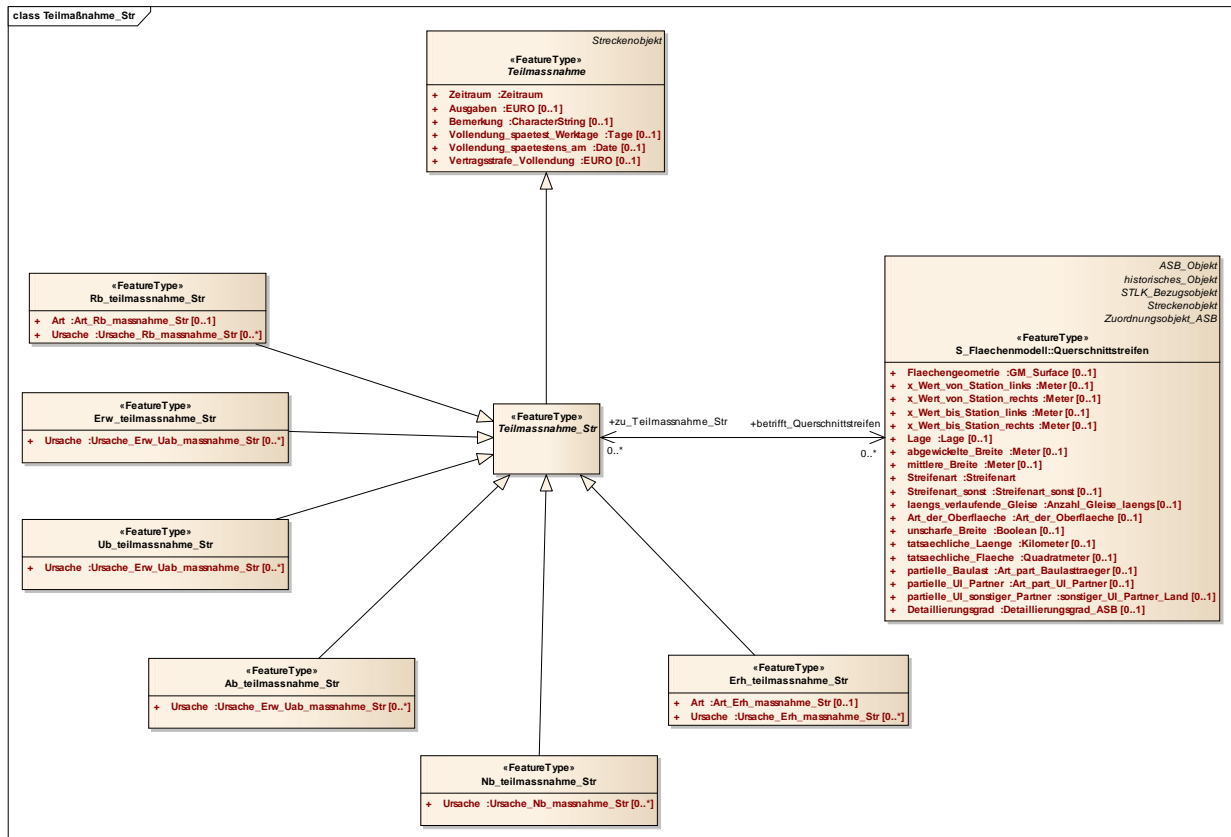 class Teilmaßnahme_Str
Streckenobjekt
«FeatureType»
Teilmassnahme
+ Zeitraum :Zeitraum
+ Ausgaben :EURO [0..1]
+ Bemerkung :CharacterString [0..1]
+ Vollendung_spaetest_Werktage :Tage [0..1]
+ Vollendung_spaetestens_am :Date [0..1]
+ Vertragsstrafe_Vollendung :EURO [0..1]
«FeatureType»
Rb_teilmassnahme_Str
+ Art :Art_Rb_massnahme_Str [0..1]
+ Ursache :Ursache_Rb_massnahme_Str [0..*]
«FeatureType»
Erw_teilmassnahme_Str
+ Ursache :Ursache_Erw_Uab_massnahme_Str [0..*]
«FeatureType»
Teilmassnahme_Str
+zu_Teilmassnahme_Str
0..*
+betrifft_Querschnittstreifen
0..*
ASB_Objekt
historisches_Objekt
STLK_Bezugsobjekt
Streckenobjekt
Zuordnungsobjekt_ASB
«FeatureType»
S_Flaechenmodell::Querschnittstreifen
+ Flaechengeometrie :GM_Surface [0..1]
+ x_Wert_von_Station_links :Meter [0..1]
+ x_Wert_von_Station_rechts :Meter [0..1]
+ x_Wert_bis_Station_links :Meter [0..1]
+ x_Wert_bis_Station_rechts :Meter [0..1]
+ Lage :Lage [0..1]
+ abgewickelte_Breite :Meter [0..1]
+ mittlere_Breite :Meter [0..1]
+ Streifenart :Streifenart
+ Streifenart_sonst :Streifenart_sonst [0..1]
+ laengs_verlaufende_Gleise :Anzahl_Gleise_laengs [0..1]
+ Art_der_Oberflaeche :Art_der_Oberflaeche [0..1]
+ unscharfe_Breite :Boolean [0..1]
+ tatsaechliche_Laenge :Kilometer [0..1]
+ tatsaechliche_Flaeche :Quadratmeter [0..1]
+ partielle_Baulast :Art_part_Baulasttraeger [0..1]
+ partielle_UI_Partner :Art_part_UI_Partner [0..1]
+ partielle_UI_sonstiger_Partner :sonstiger_UI_Partner_Land [0..1]
+ Detaillierungsgrad :Detaillierungsgrad_ASB [0..1]
«FeatureType»
Ub_teilmassnahme_Str
+ Ursache :Ursache_Erw_Uab_massnahme_Str [0..*]
«FeatureType»
Ab_teilmassnahme_Str
+ Ursache :Ursache_Erw_Uab_massnahme_Str [0..*]
«FeatureType»
Erh_teilmassnahme_Str
+ Art :Art_Erh_massnahme_Str [0..1]
+ Ursache :Ursache_Erh_massnahme_Str [0..*]
«FeatureType»
Nb_teilmassnahme_Str
+ Ursache :Ursache_Nb_massnahme_Str [0..*]